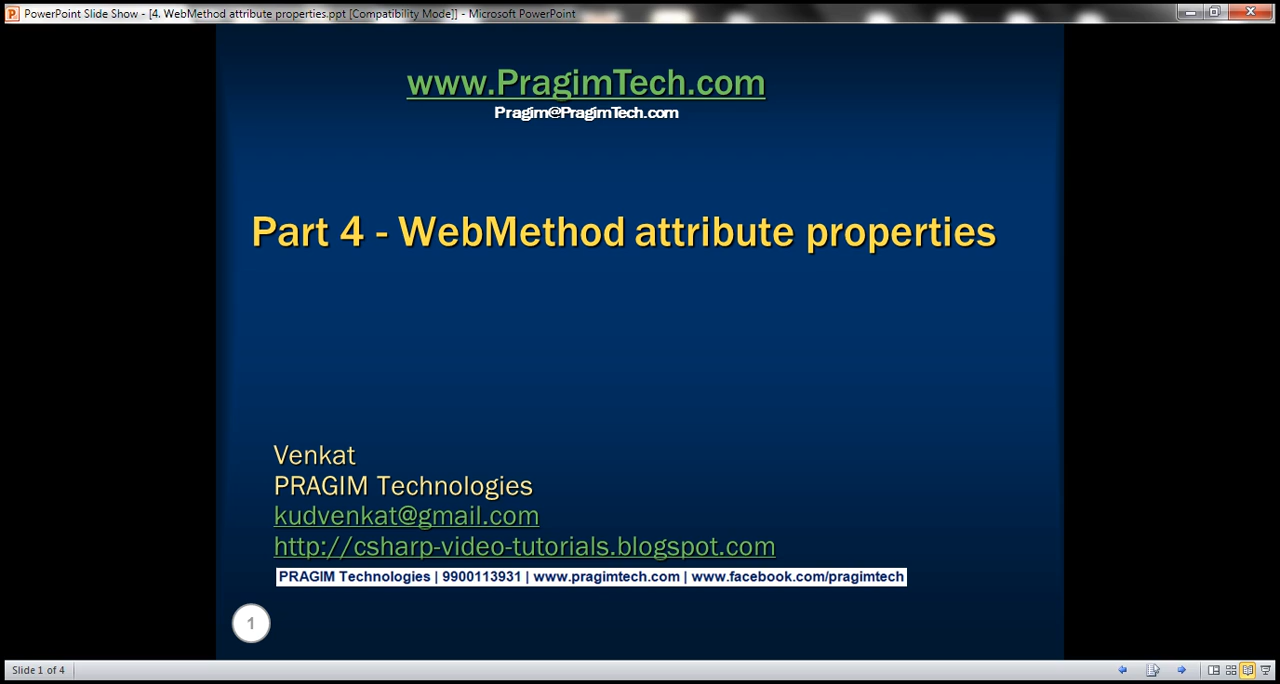 PowerPoint Slide Show - [4. WebMethod attribute properties.ppt [Compatibility Mode]] - Microsoft PowerPoint
www.PragimTech.com
Pragim@PragimTech.com
Part 4 - WebMethod attribute properties
Venkat
PRAGIM Technologies
kudvenkat@gmail.com
http://csharp-video-tutorials.blogspot.com
PRAGIM Technologies | 9900113931 | www.pragimtech.com | www.facebook.com/pragimtech
1
Slide 1 of 4